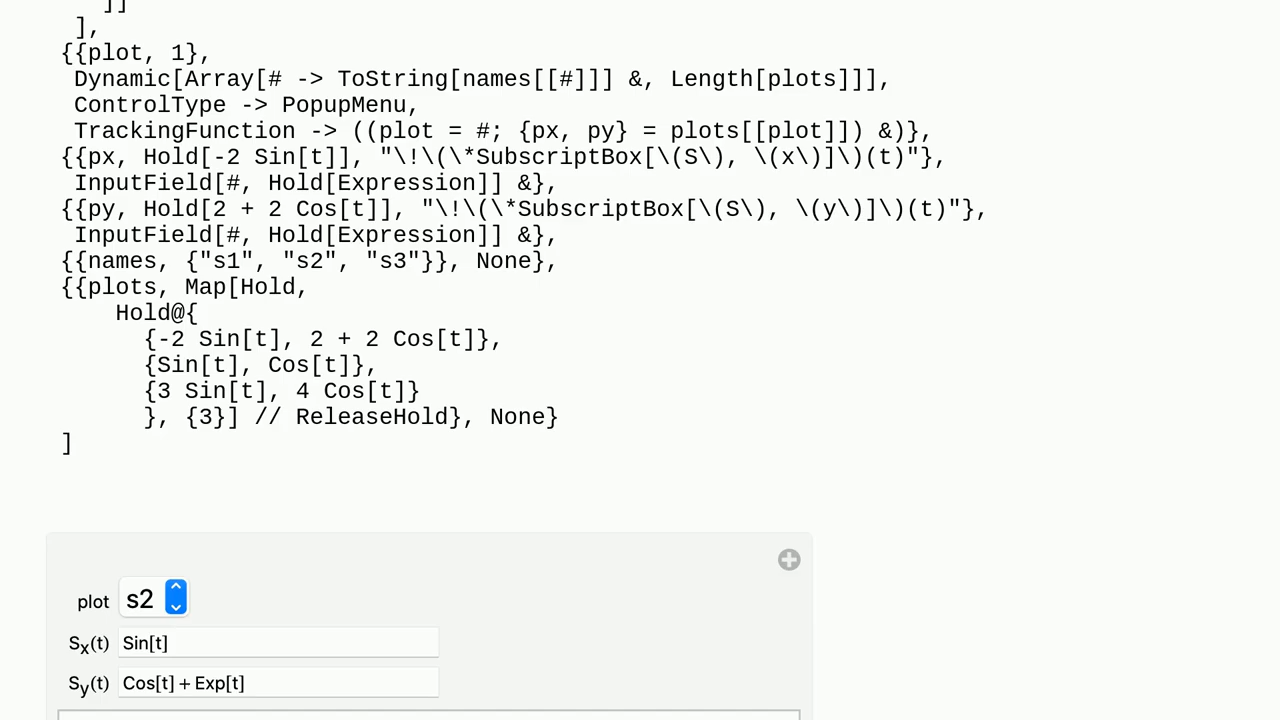 ]]
],
{{plot, 1},
Dynamic[Array[# -> ToString[names[[#]]] &, Length[plots]]],
ControlType -> PopupMenu,
TrackingFunction -> ((plot = #; {px, py} = plots[[plot]]) &)},
{{px, Hold[-2 Sin[t]], "\!\(\*SubscriptBox[\(S\), \(x\)]\)(t)"},
InputField[#, Hold[Expression]] &},
{{py, Hold[2 + 2 Cos[t]], "\!\(\*SubscriptBox[\(S\), \(y\)]\)(t)"},
InputField[#, Hold[Expression]] &},
{{names, {"s1", "s2", "s3"}}, None},
{{plots, Map[Hold,
Hold@{
{-2 Sin[t], 2 + 2 Cos[t]},
{Sin[t], Cos[t]},
{3 Sin[t], 4 Cos[t]}
}, {3}] // ReleaseHold}, None}
]
plot s2
Sx(t) Sin[t]
Sy(t) Cos[t] + Exp[t]